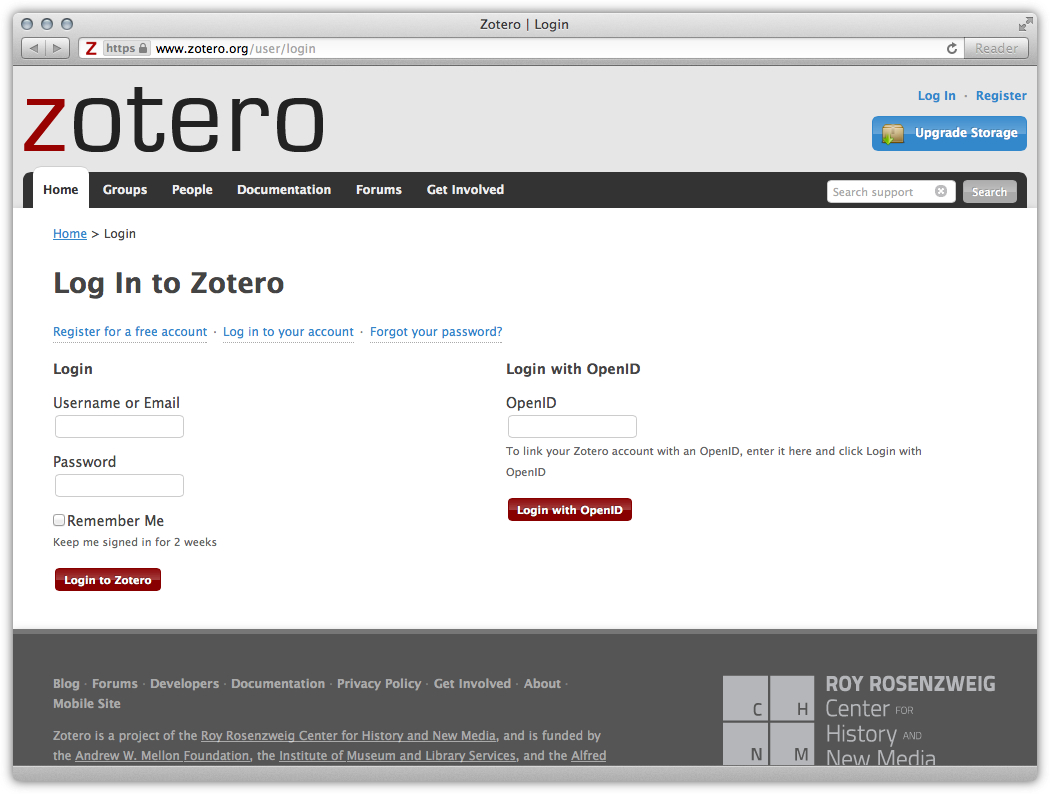 Zotero | Login
Z https www.zotero.org/user/login Reader
zotero
Log In · Register
Upgrade Storage
Home Groups People Documentation Forums Get Involved Search support Search
Home > Login
Log In to Zotero
Register for a free account · Log in to your account · Forgot your password?
Login
Username or Email
Password
Remember Me
Keep me signed in for 2 weeks
Login to Zotero
Login with OpenID
OpenID
To link your Zotero account with an OpenID, enter it here and click Login with
OpenID
Login with OpenID
Blog · Forums · Developers · Documentation · Privacy Policy · Get Involved · About ·
Mobile Site
Zotero is a project of the Roy Rosenzweig Center for History and New Media, and is funded by
the Andrew W. Mellon Foundation, the Institute of Museum and Library Services, and the Alfred
C H
N M
ROY ROSENZWEIG
Center FOR
History AND
New Media